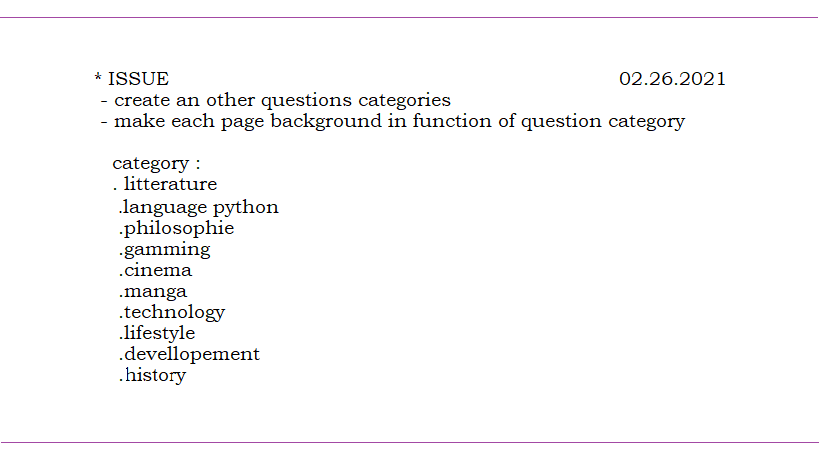 * ISSUE 02.26.2021
- create an other questions categories
- make each page background in function of question category
category :
. litterature
.language python
.philosophie
.gamming
.cinema
.manga
.technology
.lifestyle
.devellopement
.history